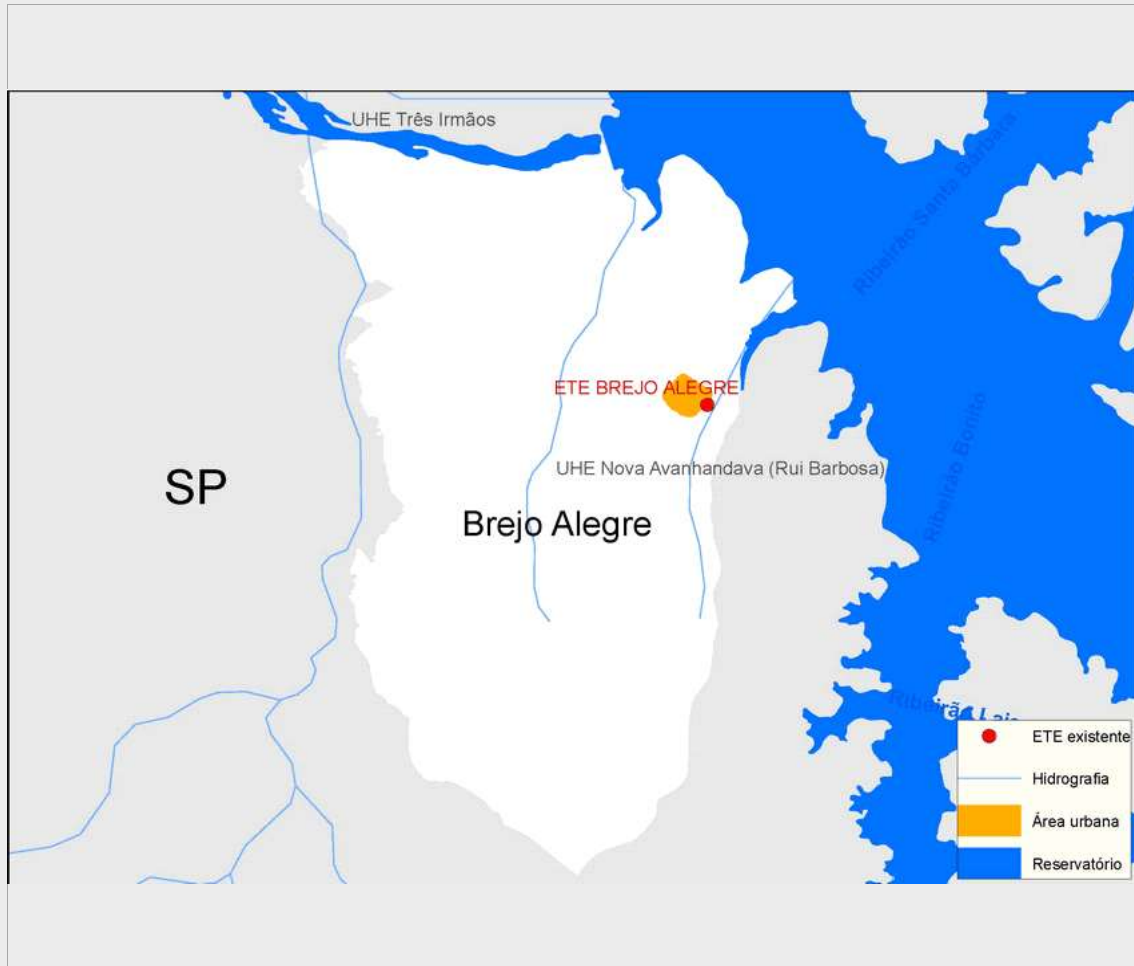 UHE Três Irmãos
Ribeirão Santa Bárbara
ETE BREJO ALEGRE
Ribeirão Bonito
UHE Nova Avanhandava (Rui Barbosa)
SP
Brejo Alegre
Ribeirão
ETE existente
Hidrografia
Área urbana
Reservatório